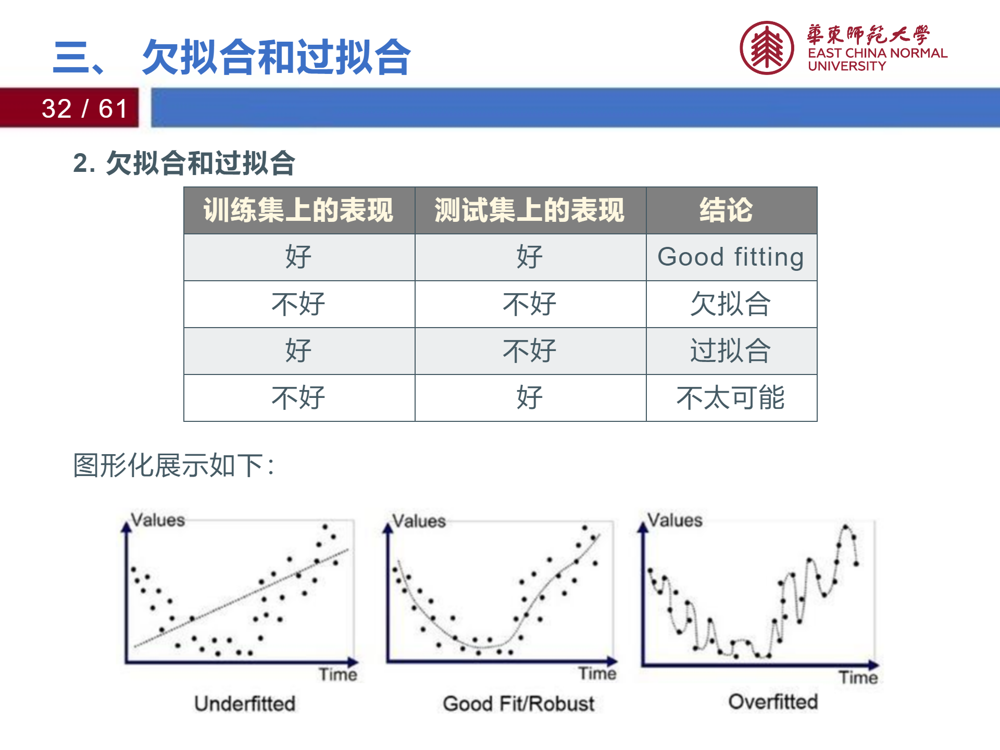 三、 欠拟合和过拟合
華東师范大學
EAST CHINA NORMAL
UNIVERSITY
32 / 61
2. 欠拟合和过拟合
训练集上的表现 测试集上的表现 结论
好 好 Good fitting
不好 不好 欠拟合
好 不好 过拟合
不好 好 不太可能
图形化展示如下：
Values Values Values
Time Time Time
Underfitted Good Fit/Robust Overfitted